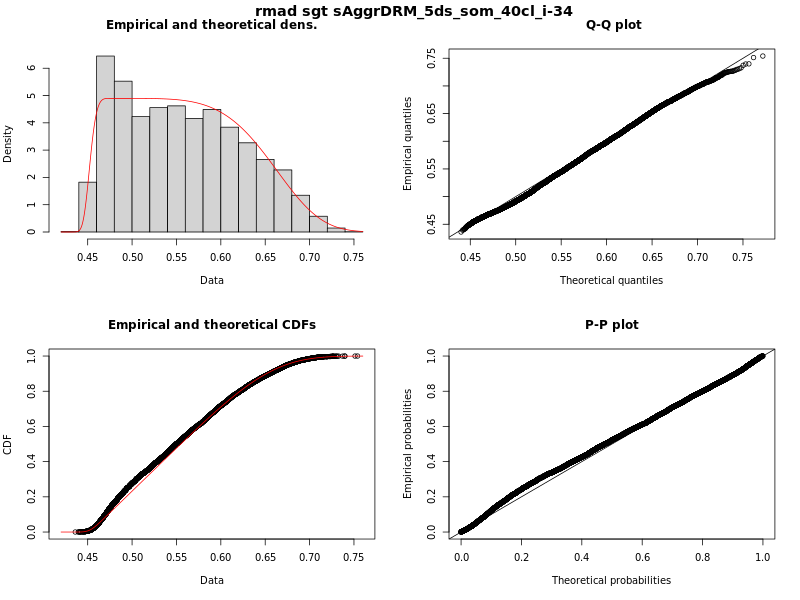 rmad sgt sAggrDRM_5ds_som_40cl_i-34
Empirical and theoretical dens.
Density
0 1 2 3 4 5 6
0.45 0.50 0.55 0.60 0.65 0.70 0.75
Data
Q-Q plot
Empirical quantiles
0.45 0.55 0.65 0.75
0.45 0.50 0.55 0.60 0.65 0.70 0.75
Theoretical quantiles
Empirical and theoretical CDFs
CDF
0.0 0.2 0.4 0.6 0.8 1.0
0.45 0.50 0.55 0.60 0.65 0.70 0.75
Data
P-P plot
Empirical probabilities
0.0 0.2 0.4 0.6 0.8 1.0
0.0 0.2 0.4 0.6 0.8 1.0
Theoretical probabilities